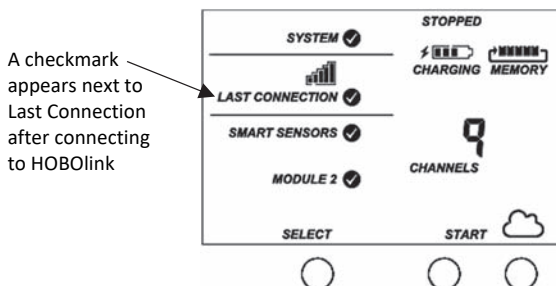 A checkmark
appears next to
Last Connection
after connecting
to HOBOlink
SYSTEM
LAST CONNECTION
SMART SENSORS
MODULE 2
SELECT
STOPPED
CHARGING MEMORY
9
CHANNELS
START